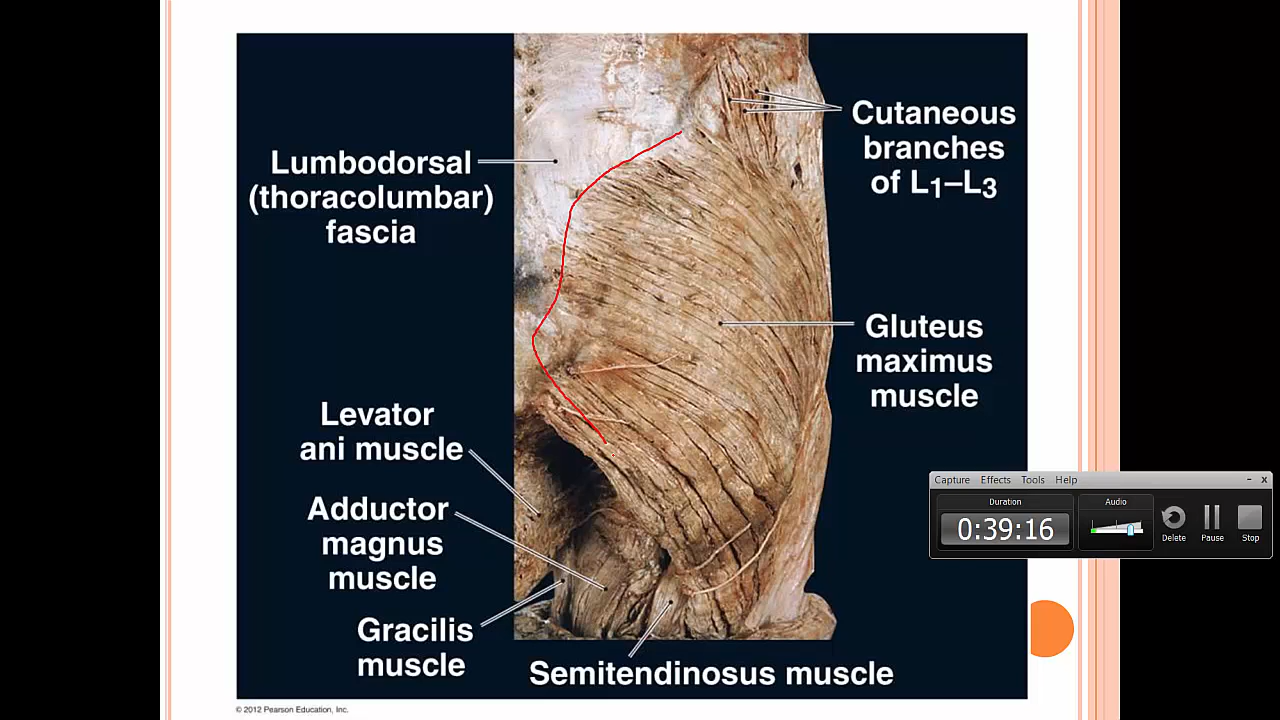 Lumbodorsal
(thoracolumbar)
fascia
Cutaneous
branches
of L1–L3
Gluteus
maximus
muscle
Levator
ani muscle
Adductor
magnus
muscle
Gracilis
muscle
Semitendinosus muscle
© 2012 Pearson Education, Inc.
Capture Effects Tools Help – x
Duration Audio
0:39:16
Delete Pause Stop